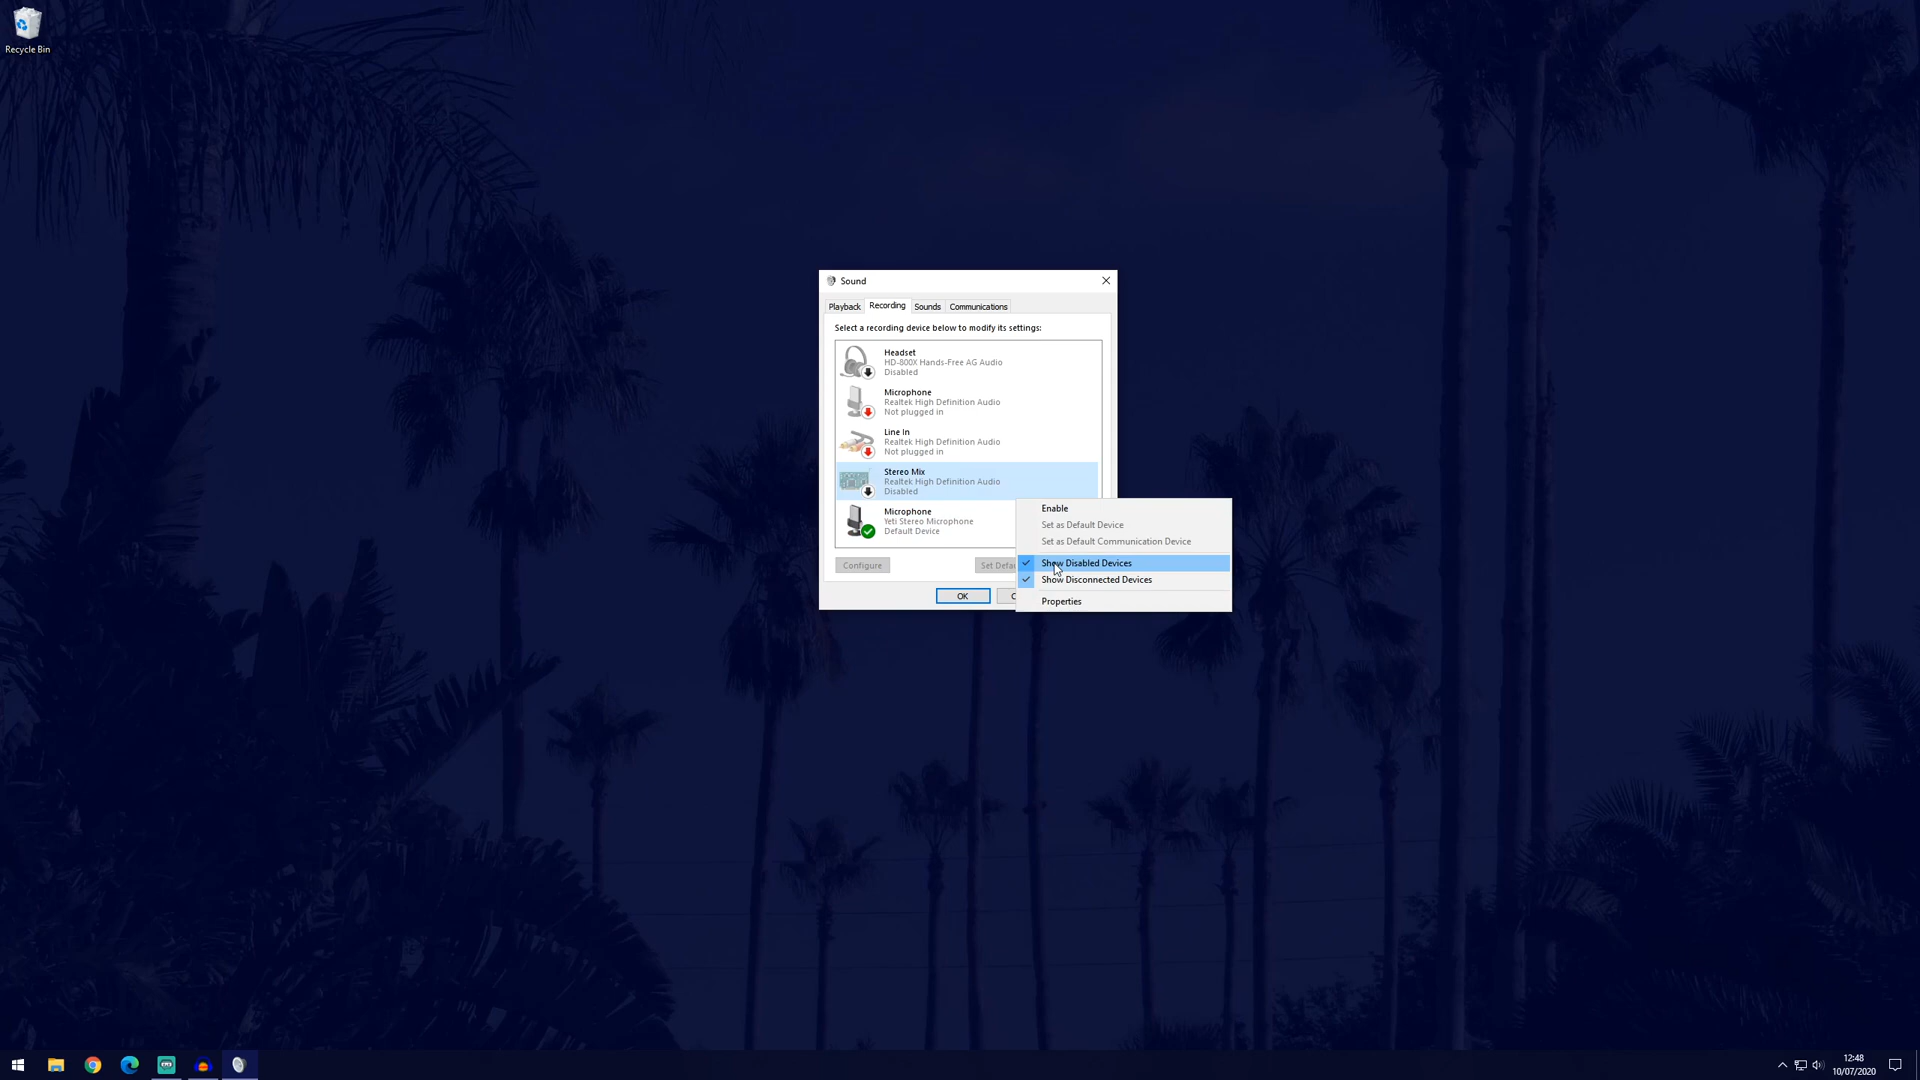 Recycle Bin
Sound
Playback
Recording
Sounds
Communications
Select a recording device below to modify its settings:
Headset
HD-800X Hands-Free AG Audio
Disabled
Microphone
Realtek High Definition Audio
Not plugged in
Line In
Realtek High Definition Audio
Not plugged in
Stereo Mix
Realtek High Definition Audio
Disabled
Microphone
Yeti Stereo Microphone
Default Device
Enable
Set as Default Device
Set as Default Communication Device
Show Disabled Devices
Show Disconnected Devices
Properties
Configure
Set Defau
OK
C
12:48
10/07/2020